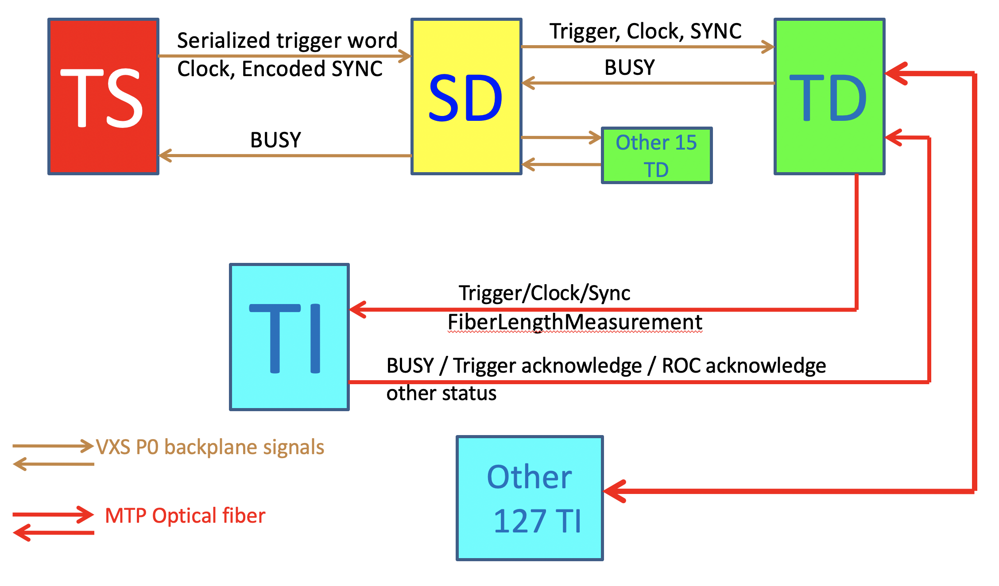 TS
Serialized trigger word
Clock, Encoded SYNC
BUSY
SD
Trigger, Clock, SYNC
BUSY
Other 15
TD
TD
TI
Trigger/Clock/Sync
FiberLengthMeasurement
BUSY / Trigger acknowledge / ROC acknowledge
other status
VXS P0 backplane signals
MTP Optical fiber
Other
127 TI